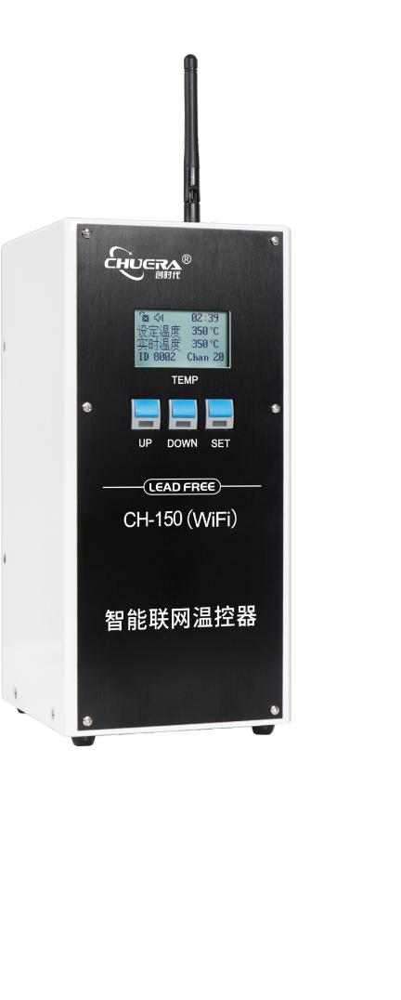 CHUERA®
创时代
02:39
设定温度 350℃
实时温度 350℃
ID 8002 Chan 20
TEMP
UP DOWN SET
LEAD FREE
CH-150(WiFi)
智能联网温控器